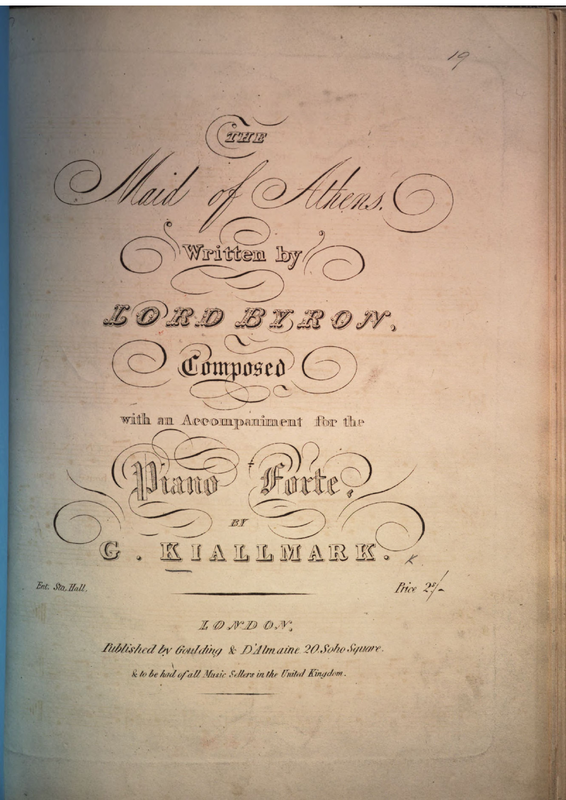 19
THE
Maid of Athens,
Written by
LORD BYRON,
Composed
with an Accompaniment for the
Piano Forte,
BY
G. KIALLMARK.
K
Ent. Sta. Hall.
Price 2/-
LONDON,
Published by Goulding & D'Almaine 20 Soho Square.
& to be had of all Music Sellers in the United Kingdom.